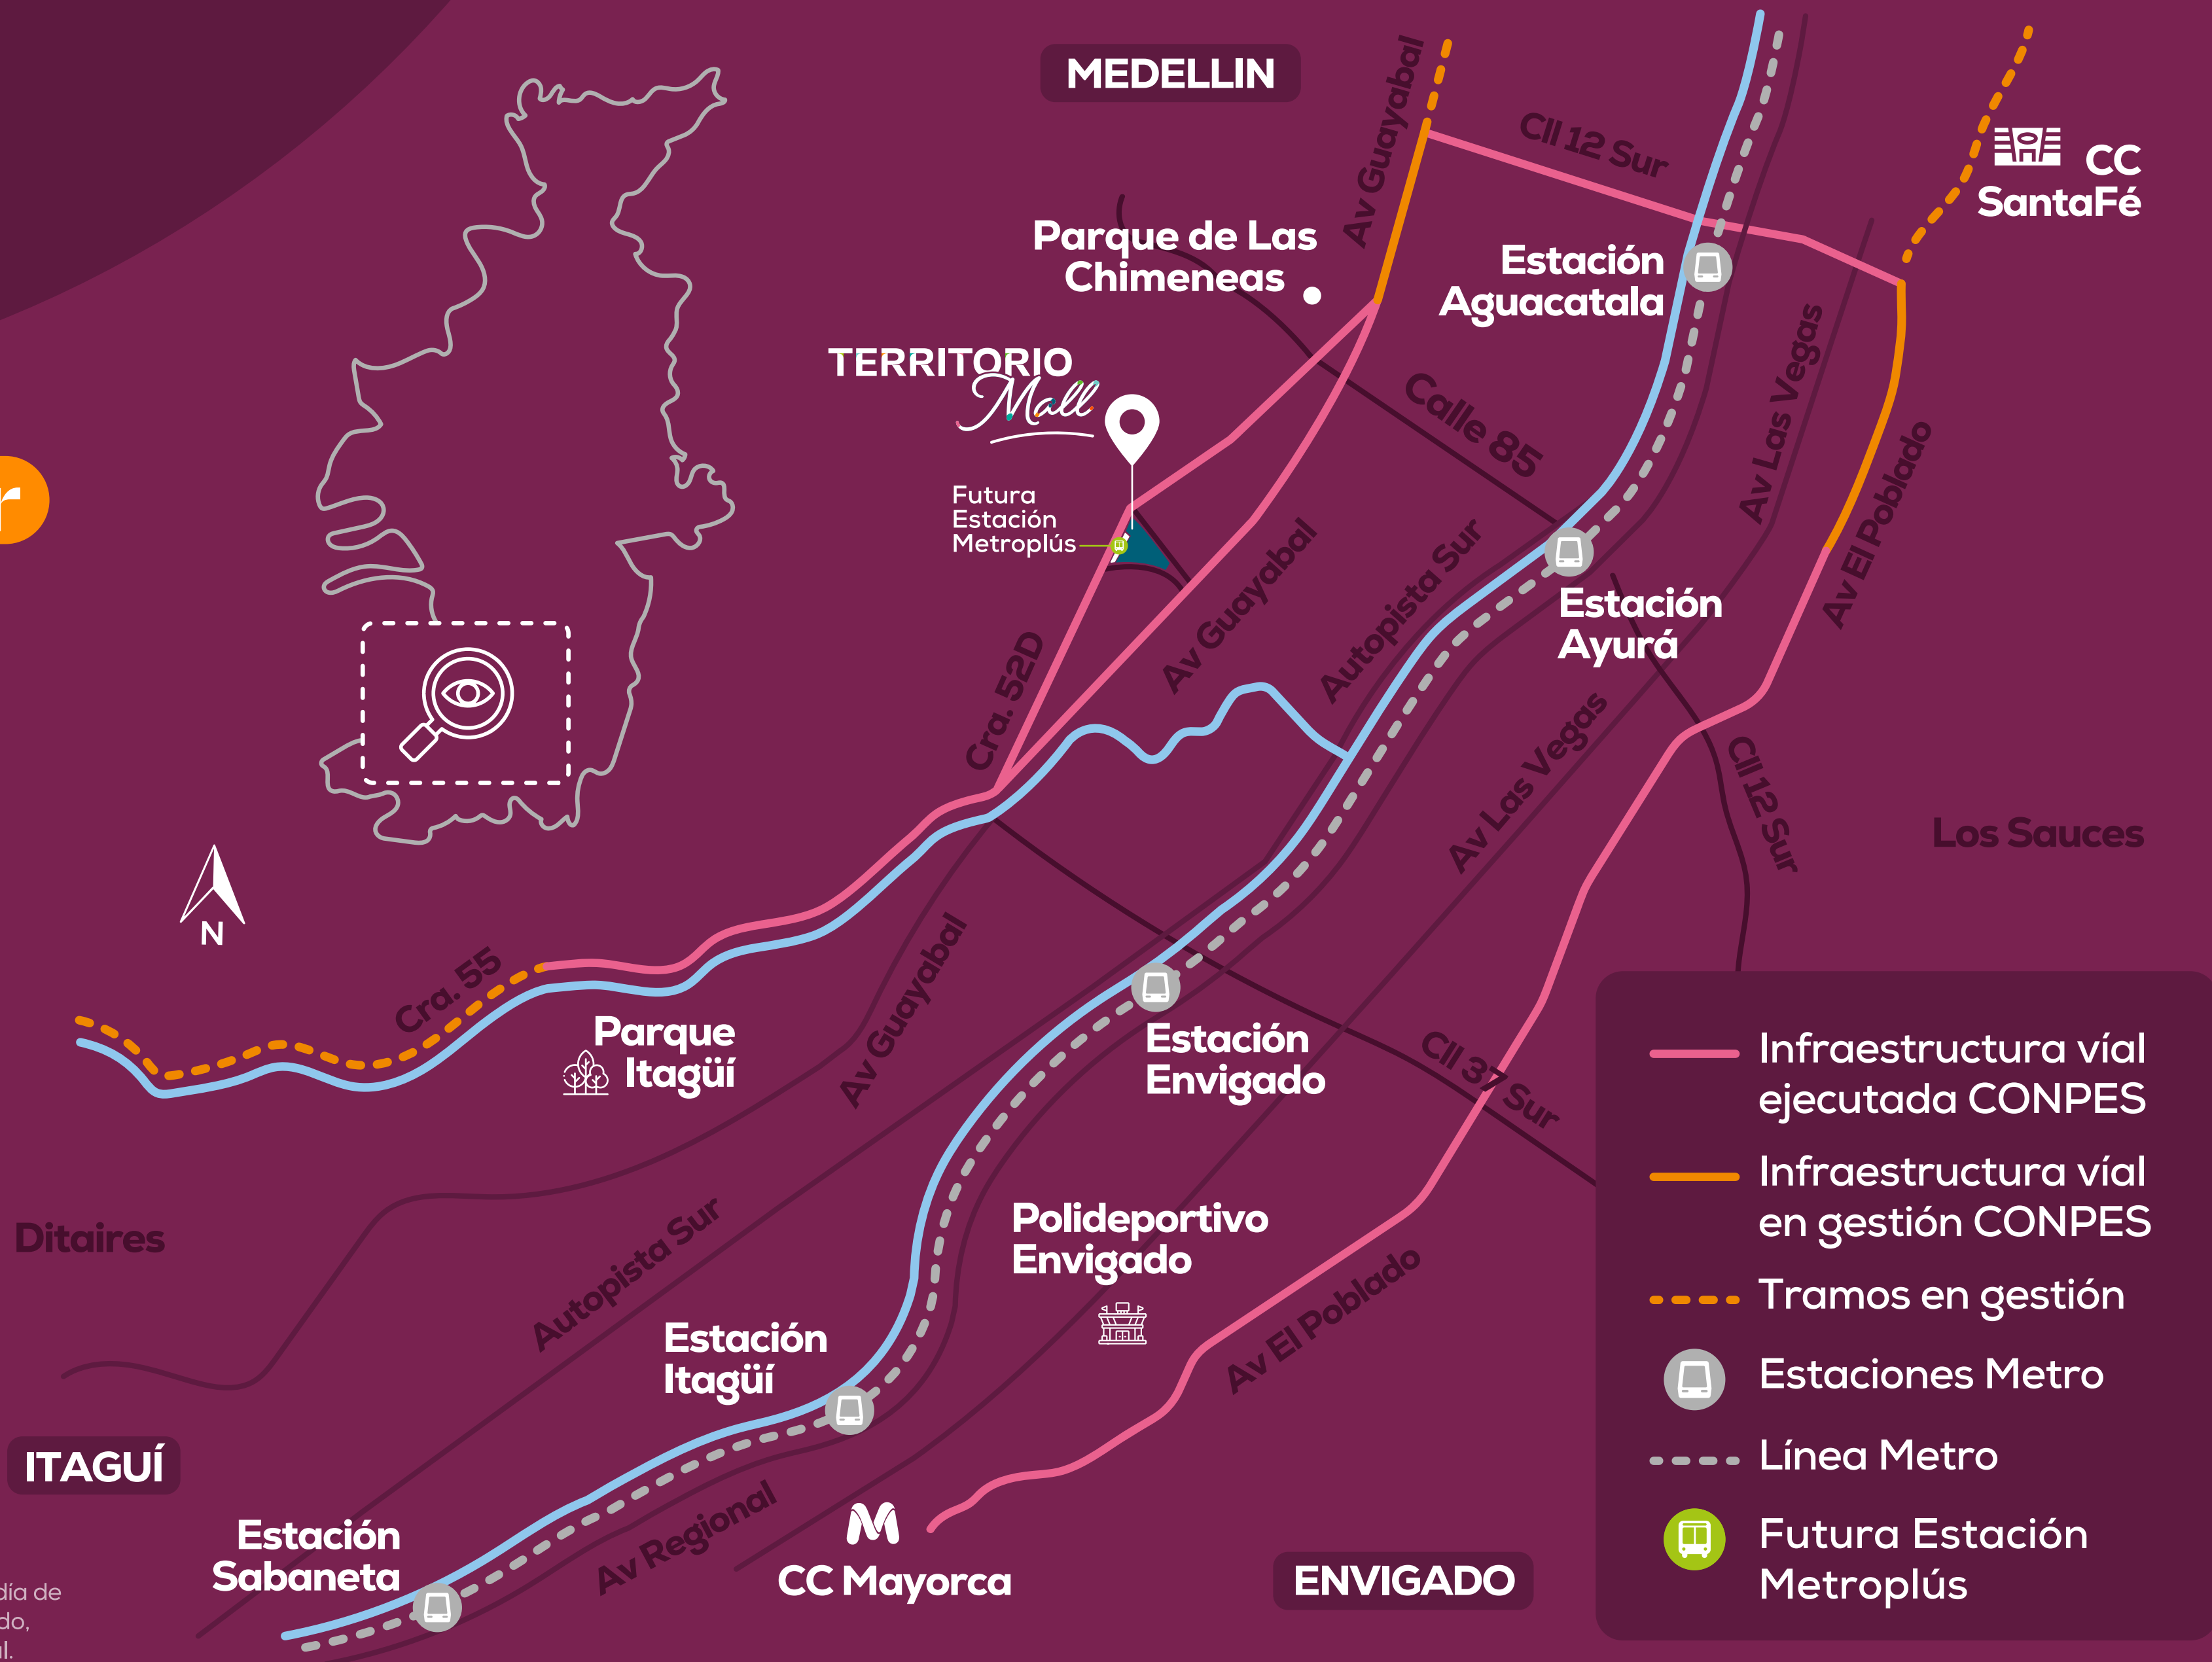 MEDELLIN
Av Guayabal
Cll 12 Sur
CC
SantaFé
Parque de Las
Chimeneas
Estación
Aguacatala
TERRITORIO
Mall
Calle 85
Av Las Vegas
Av El Poblado
r
Futura
Estación
Metroplús
Av Guayabal
Autopista Sur
Estación
Ayurá
Cra. 52D
Av Las Vegas
Cll 12 Sur
Los Sauces
N
Cra. 55
Av Guayabal
Parque
Itagüí
Estación
Envigado
Cll 37 Sur
Ditaires
Autopista Sur
Polideportivo
Envigado
Av El Poblado
Estación
Itagüí
ITAGUÍ
Estación
Sabaneta
Av Regional
CC Mayorca
ENVIGADO
Infraestructura víal
ejecutada CONPES
Infraestructura víal
en gestión CONPES
Tramos en gestión
Estaciones Metro
Línea Metro
Futura Estación
Metroplús
día de
do,
l.